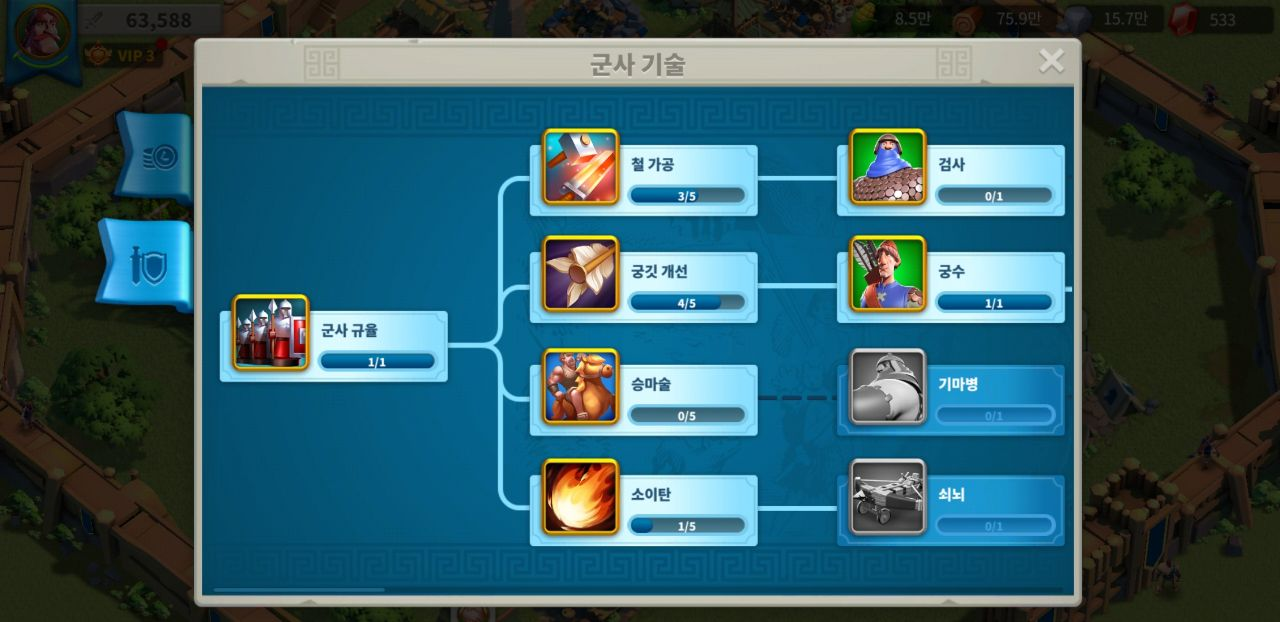 63,588
8.5만
75.9만
15.7만
533
VIP 3
군사 기술
철 가공
3/5
검사
0/1
궁깃 개선
4/5
궁수
1/1
군사 규율
1/1
승마술
0/5
기마병
0/1
소이탄
1/5
쇠뇌
0/1